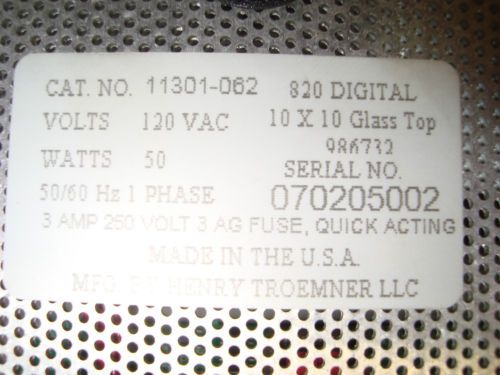 CAT. NO. 11301-062 820 DIGITAL
VOLTS 120 VAC 10 X 10 Glass Top
986732
WATTS 50 SERIAL NO.
50/60 Hz 1 PHASE 070205002
3 AMP 250 VOLT 3 AG FUSE, QUICK ACTING
MADE IN THE U.S.A.
MFG. BY HENRY TROEMNER LLC